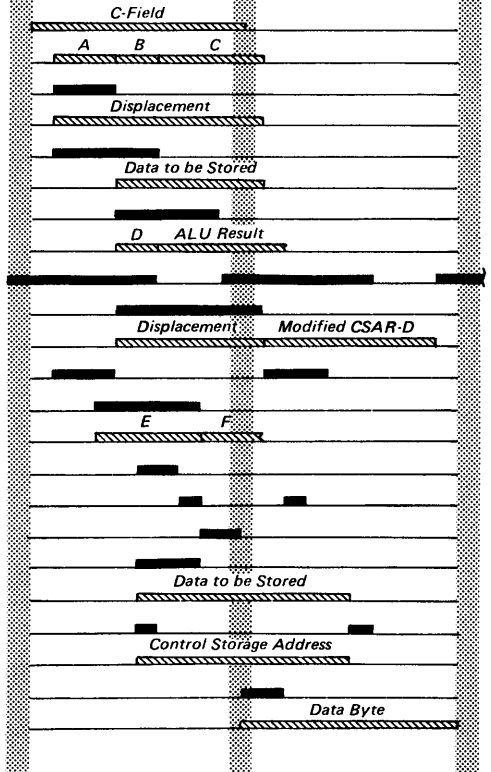 C-Field
A B C
Displacement
Data to be Stored
D ALU Result
Displacement Modified CSAR-D
E F
Data to be Stored
Control Storage Address
Data Byte